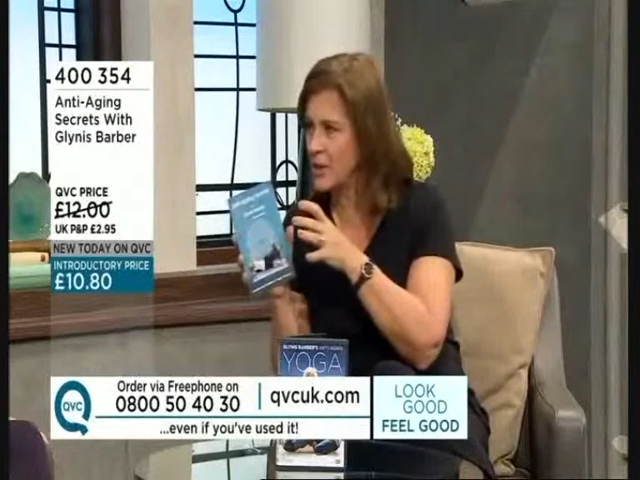 400 354
Anti-Aging
Secrets With
Glynis Barber
QVC PRICE
£12.00
UK P&P £2.95
NEW TODAY ON QVC
INTRODUCTORY PRICE
£10.80
GLYNIS BARBER'S ANTI-AGING
YOGA
QVC
Order via Freephone on
0800 50 40 30
qvcuk.com
...even if you've used it!
LOOK
GOOD
FEEL GOOD